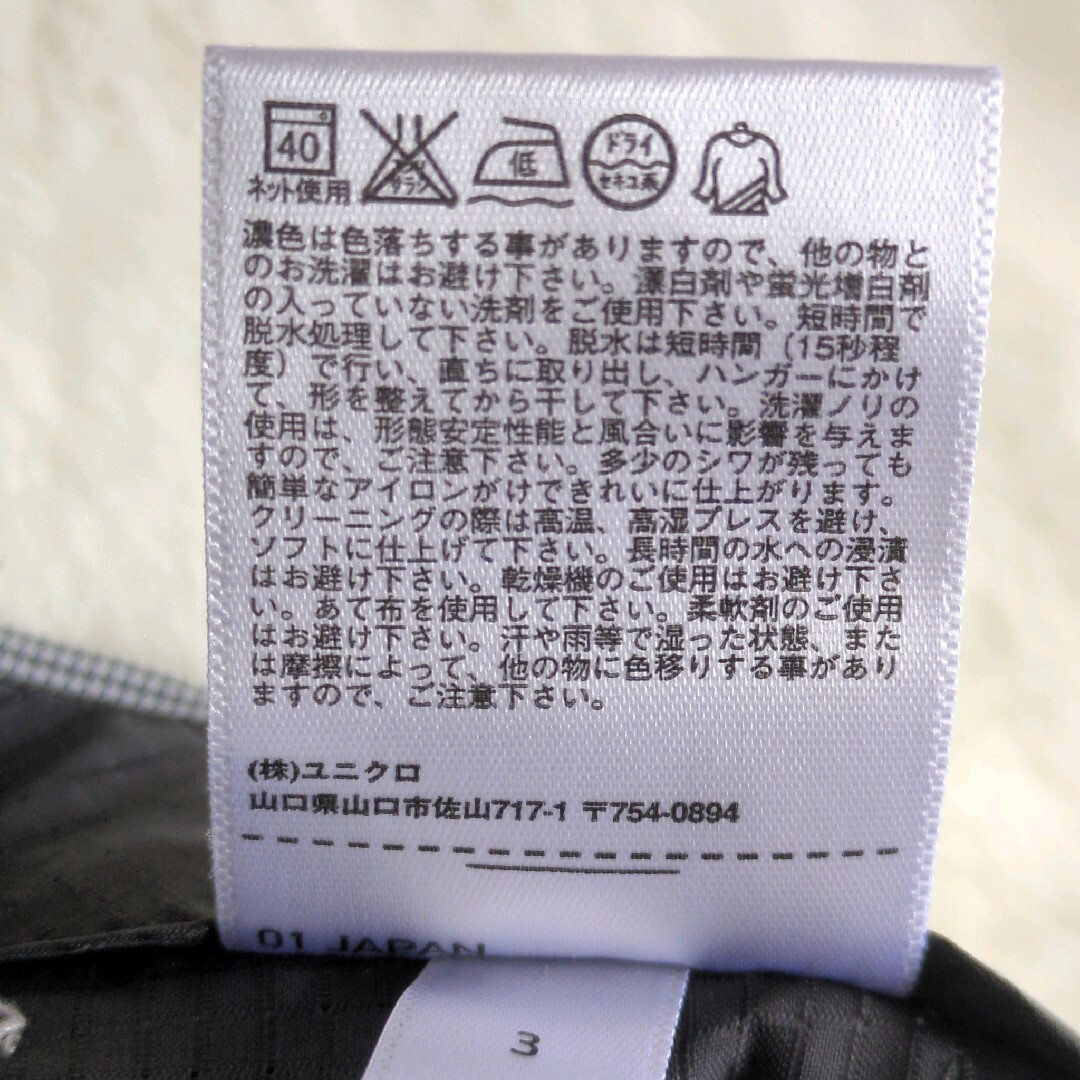 40
ネット使用
エンソ
サラシ
低
ドライ
セキユ系
濃色は色落ちする事がありますので、他の物と
のお洗濯はお避け下さい。漂白剤や蛍光増白剤
の入っていない洗剤をご使用下さい。短時間で
脱水処理して下さい。脱水は短時間（15秒程
度）で行い、直ちに取り出し、ハンガーにかけ
て、形を整えてから干して下さい。洗濯ノリの
使用は、形態安定性能と風合いに影響を与えま
すので、ご注意下さい。多少のシワが残っても
簡単なアイロンがけできれいに仕上がります。
クリーニングの際は高温、高湿プレスを避け、
ソフトに仕上げて下さい。長時間の水への浸漬
はお避け下さい。乾燥機のご使用はお避け下さ
い。あて布を使用して下さい。柔軟剤のご使用
はお避け下さい。汗や雨等で湿った状態、また
は摩擦によって、他の物に色移りする事があり
ますので、ご注意下さい。
(株)ユニクロ
山口県山口市佐山717-1 〒754-0894
01 JAPAN
3